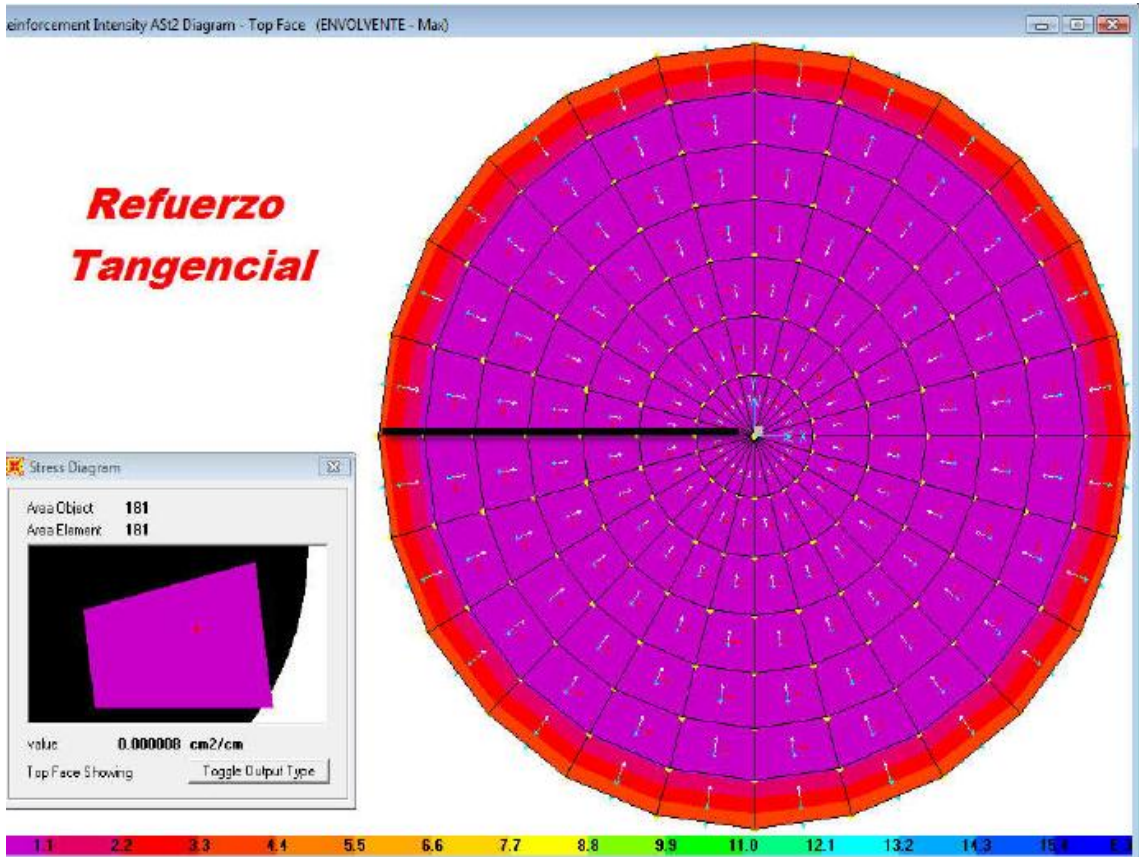 einforcement Intensity ASt2 Diagram - Top Face (ENVOLVENTE - Max)
Refuerzo
Tangencial
Stress Diagram
Area Object 181
Area Element 181
value 0.000008 cm2/cm
Top Face Showing Toggle Output Type
1.1 2.2 3.3 4.4 5.5 6.6 7.7 8.8 9.9 11.0 12.1 13.2 14.3